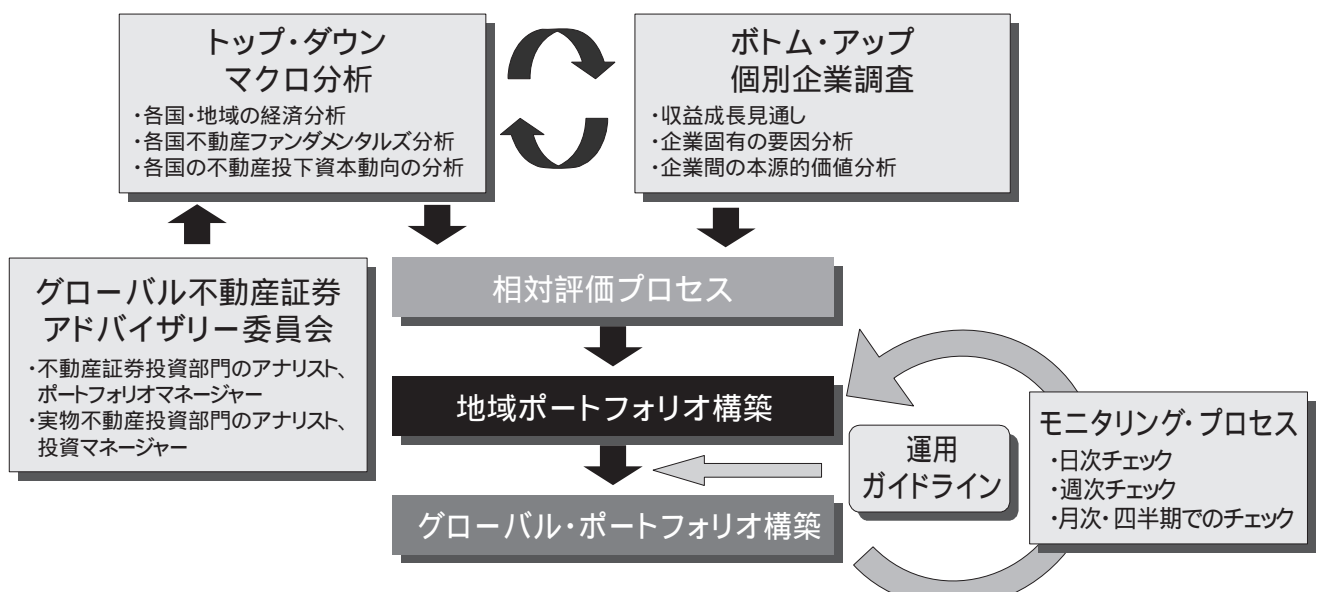 トップ・ダウン
マクロ分析
・各国・地域の経済分析
・各国不動産ファンダメンタルズ分析
・各国の不動産投下資本動向の分析
ボトム・アップ
個別企業調査
・収益成長見通し
・企業固有の要因分析
・企業間の本源的価値分析
グローバル不動産証券
アドバイザリー委員会
・不動産証券投資部門のアナリスト、
ポートフォリオマネージャー
・実物不動産投資部門のアナリスト、
投資マネージャー
相対評価プロセス
地域ポートフォリオ構築
グローバル・ポートフォリオ構築
運用
ガイドライン
モニタリング・プロセス
・日次チェック
・週次チェック
・月次・四半期でのチェック